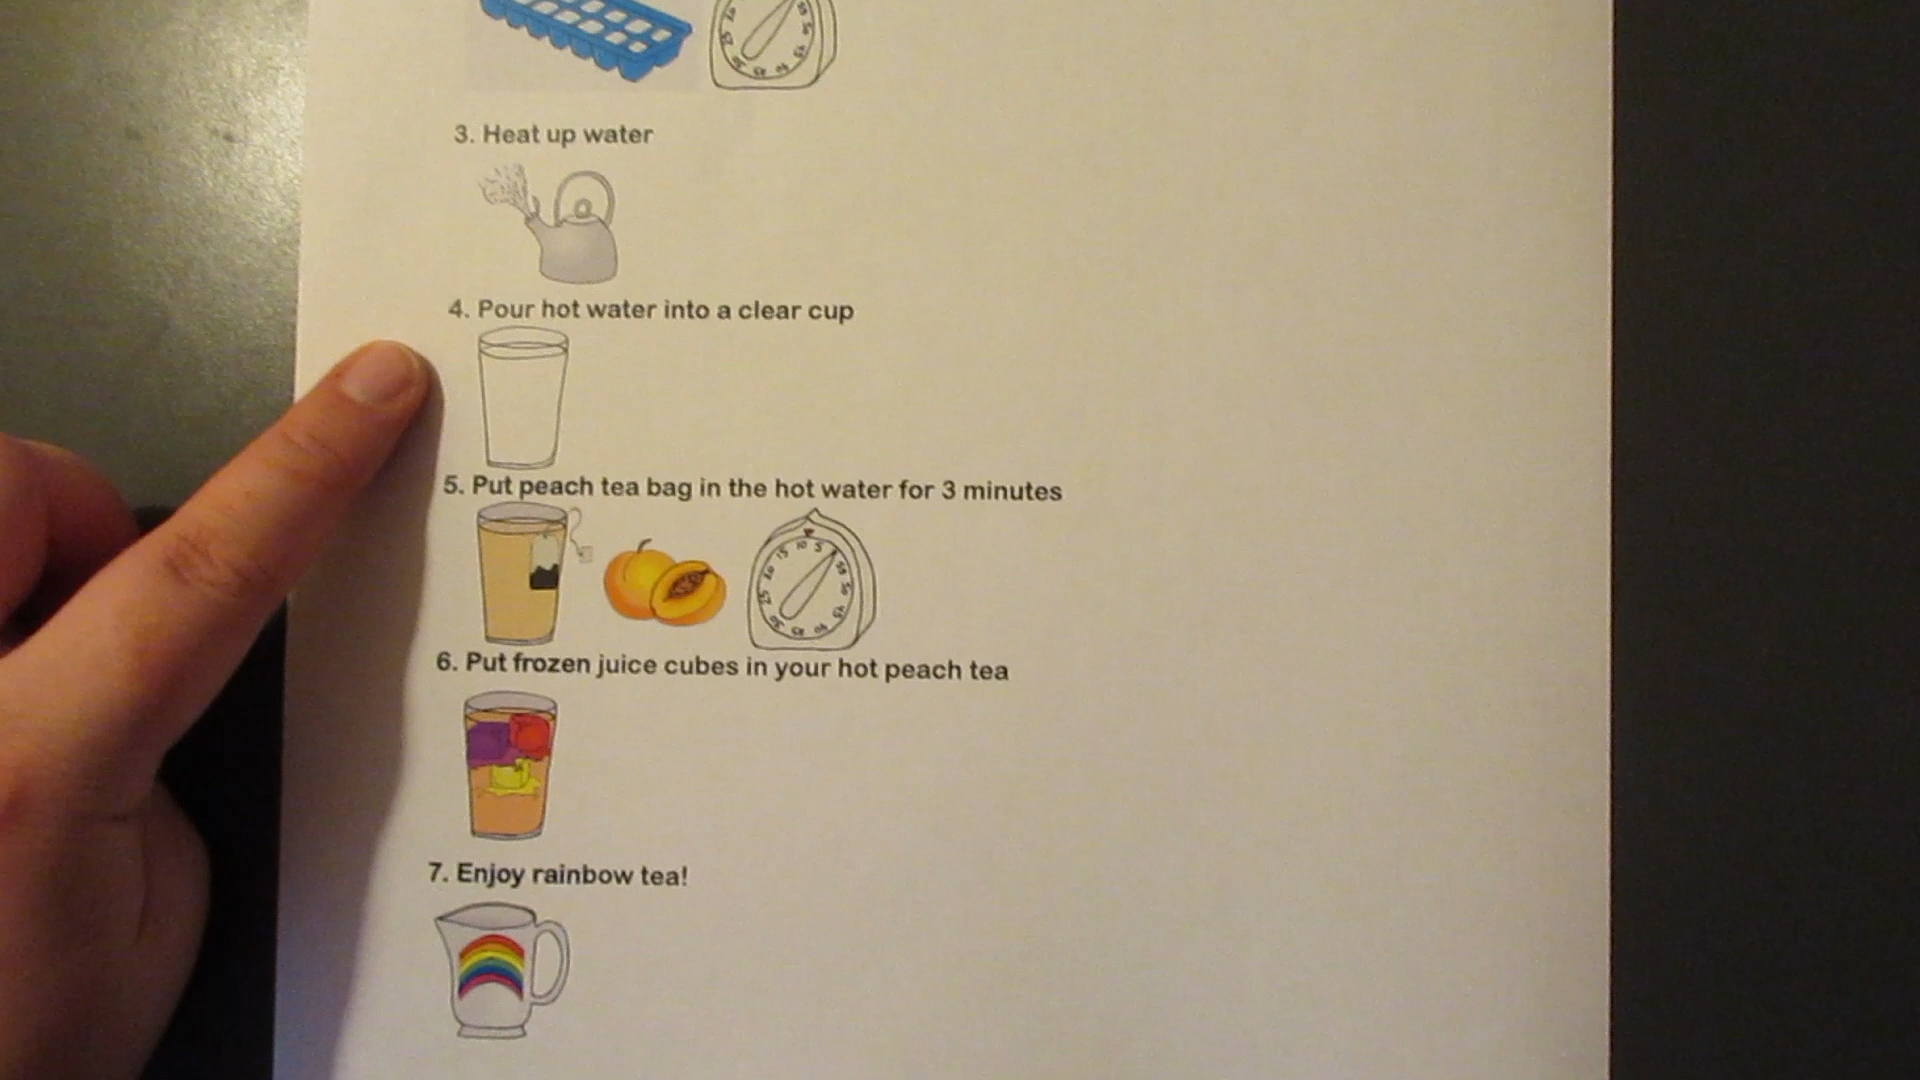 3. Heat up water
4. Pour hot water into a clear cup
5. Put peach tea bag in the hot water for 3 minutes
6. Put frozen juice cubes in your hot peach tea
7. Enjoy rainbow tea!